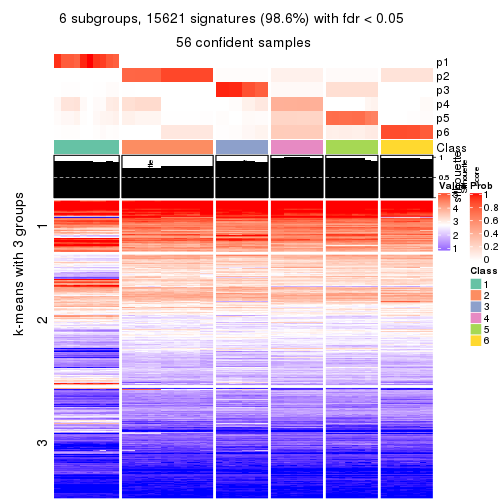 6 subgroups, 15621 signatures (98.6%) with fdr < 0.05
56 confident samples
p1
p2
p3
p4
p5
p6
Class
1
0.5
Silhouette
score
k-means with 3 groups
1
2
3
Value
4
3
2
1
Prob
1
0.8
0.6
0.4
0.2
0
Class
1
2
3
4
5
6